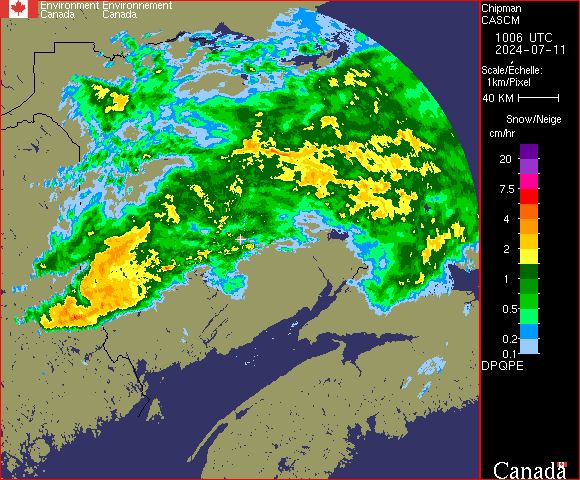 Environment Environnement
Canada Canada
Chipman
CASCM
1006 UTC
2024-07-11
Scale/Échelle:
1km/Pixel
40 KM
Snow/Neige
cm/hr
20
7.5
4
2
1
0.5
0.2
0.1
DPQPE
Canada